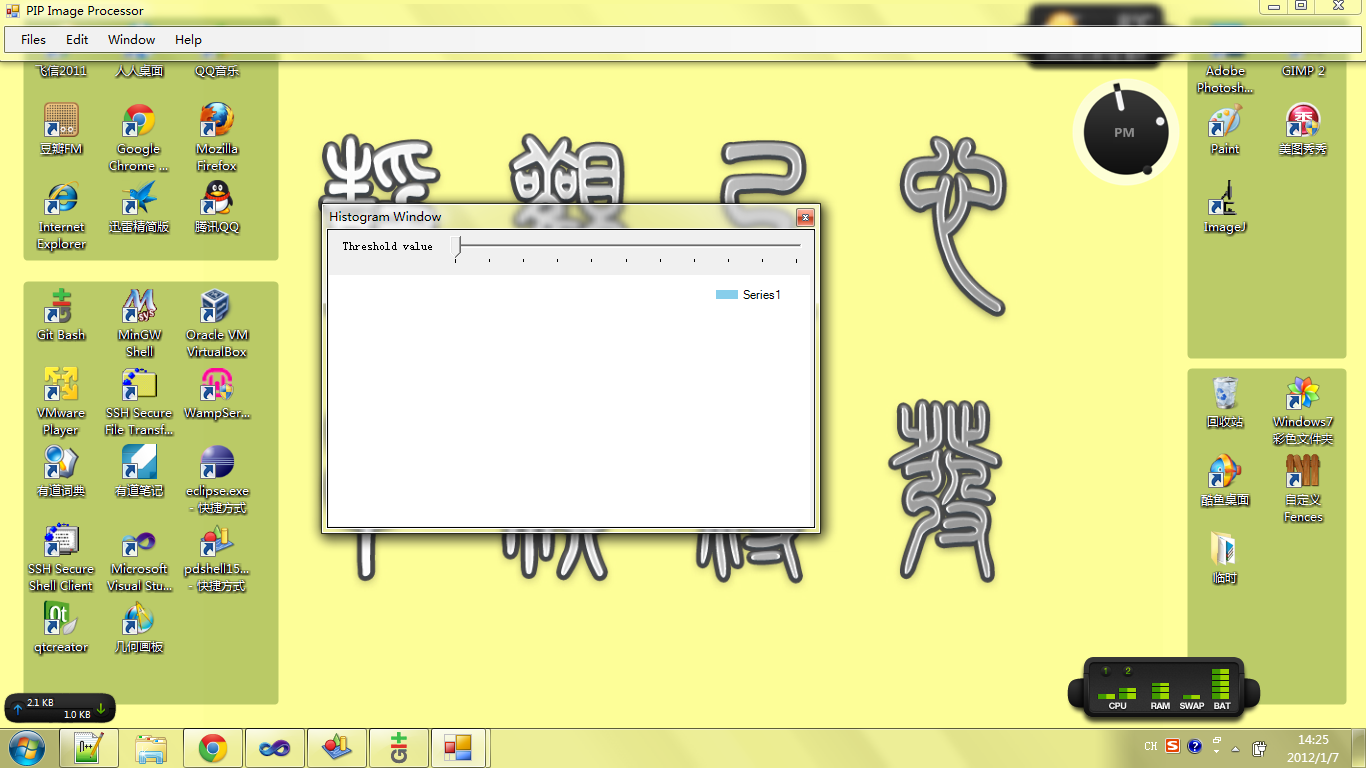 PIP Image Processor
Files Edit Window Help
飞信2011
人人桌面
QQ音乐
豆瓣FM
Google
Chrome ...
Mozilla
Firefox
Internet
Explorer
迅雷精简版
腾讯QQ
Git Bash
MinGW
Shell
Oracle VM
VirtualBox
VMware
Player
SSH Secure
File Transf...
WampSer...
有道词典
有道笔记
eclipse.exe
- 快捷方式
SSH Secure
Shell Client
Microsoft
Visual Stu...
pdshell15...
- 快捷方式
qtcreator
几何画板
2.1 KB
1.0 KB
Histogram Window
Threshold value
Series1
PM
Adobe
Photosh...
GIMP 2
Paint
美图秀秀
ImageJ
回收站
Windows7
彩色文件夹
酷鱼桌面
自定义
Fences
临时
1 2
CPU RAM SWAP BAT
CH
14:25
2012/1/7